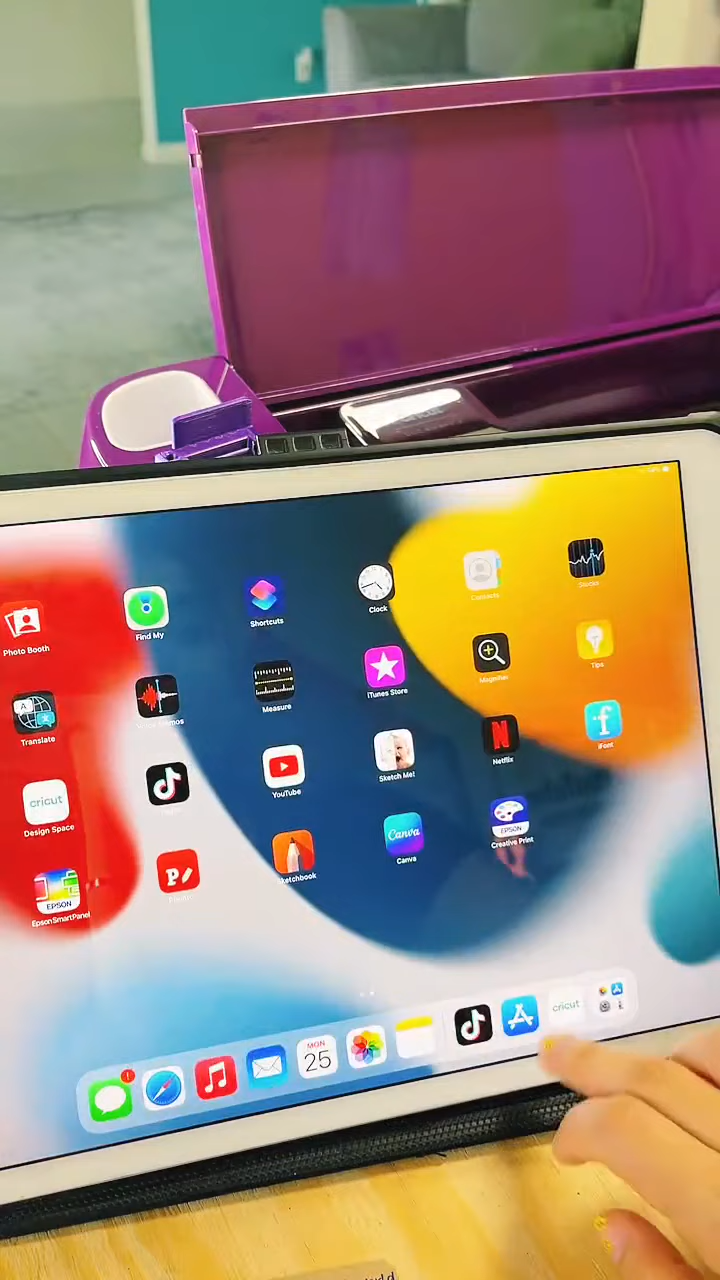 Photo Booth
Find My
Shortcuts
Clock
Contacts
Stocks
Translate
Measure
iTunes Store
Magnifier
Tips
cricut
Design Space
YouTube
Sketch Me!
Netflix
iFont
EPSON
EpsonSmartPanel
P!
Sketchbook
Canva
Canva
EPSON
Creative Print
MON
25
cricut